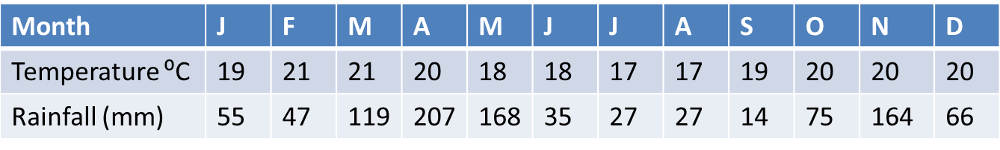 Month J F M A M J J A S O N D
Temperature ⁰C 19 21 21 20 18 18 17 17 19 20 20 20
Rainfall (mm) 55 47 119 207 168 35 27 27 14 75 164 66